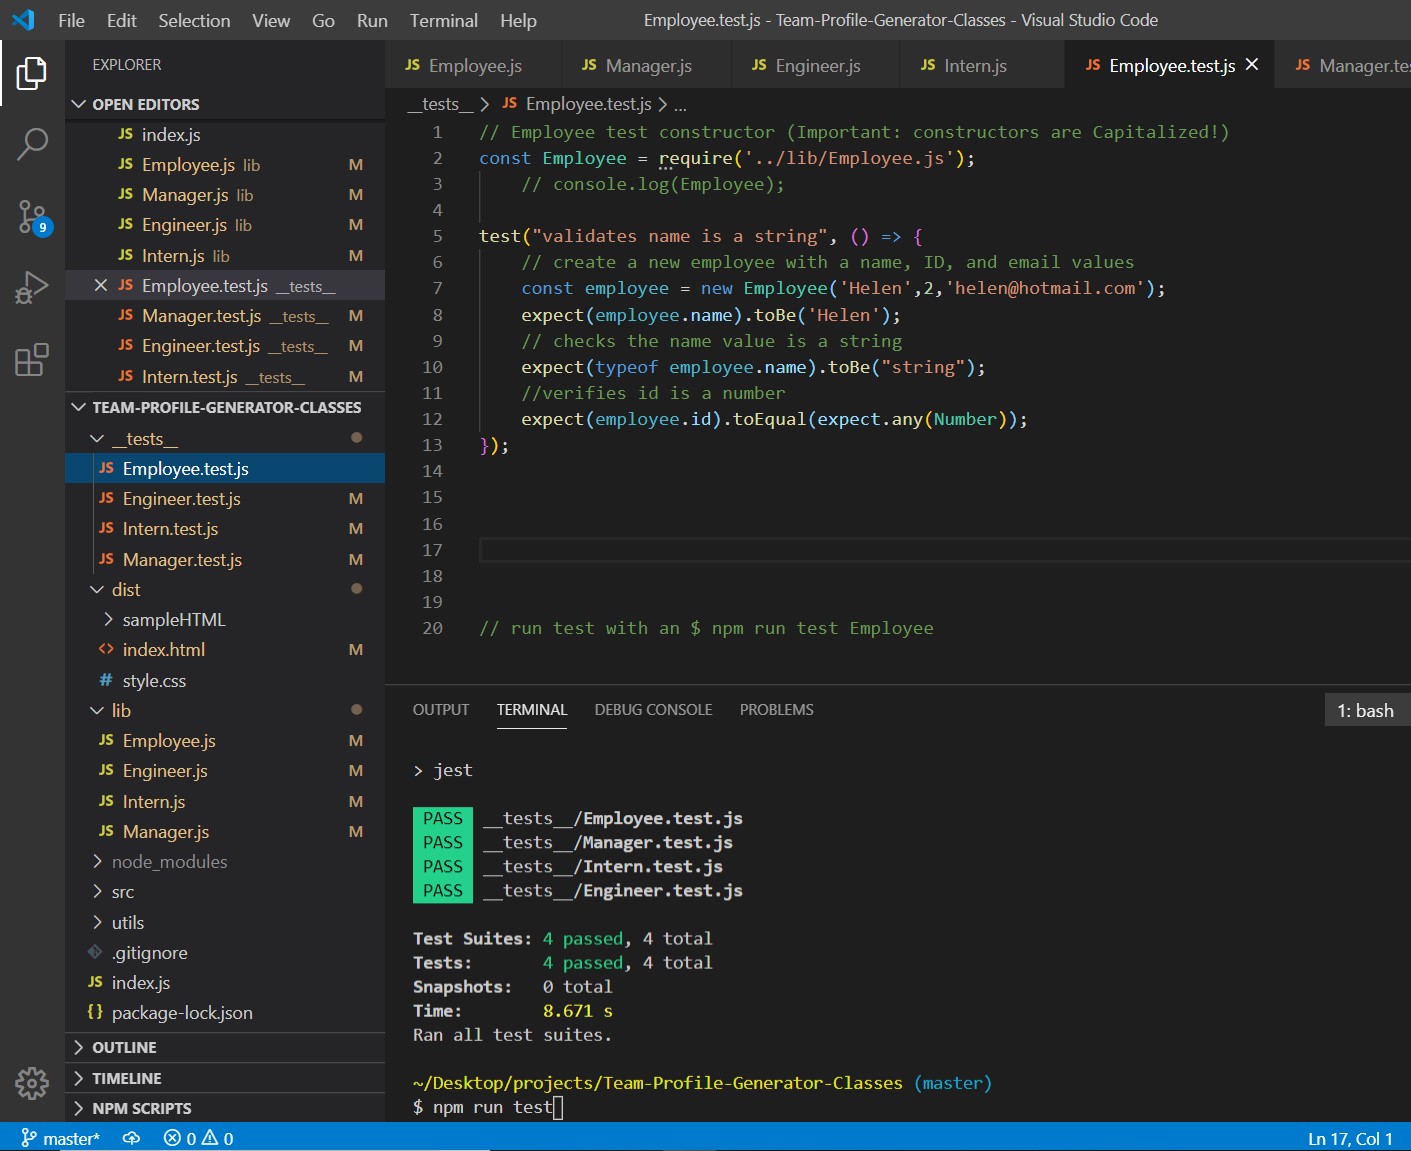 File Edit Selection View Go Run Terminal Help Employee.test.js - Team-Profile-Generator-Classes - Visual Studio Code
EXPLORER
OPEN EDITORS
JS index.js
JS Employee.js lib M
JS Manager.js lib M
JS Engineer.js lib M
JS Intern.js lib M
JS Employee.test.js __tests__
JS Manager.test.js __tests__ M
JS Engineer.test.js __tests__ M
JS Intern.test.js __tests__ M
TEAM-PROFILE-GENERATOR-CLASSES
__tests__
JS Employee.test.js
JS Engineer.test.js M
JS Intern.test.js M
JS Manager.test.js M
dist
sampleHTML
<> index.html M
# style.css
lib
JS Employee.js M
JS Engineer.js M
JS Intern.js M
JS Manager.js M
node_modules
src
utils
.gitignore
JS index.js
{} package-lock.json
OUTLINE
TIMELINE
NPM SCRIPTS
9
JS Employee.js JS Manager.js JS Engineer.js JS Intern.js JS Employee.test.js JS Manager.te
__tests__ > JS Employee.test.js > ...
1 // Employee test constructor (Important: constructors are Capitalized!)
2 const Employee = require('../lib/Employee.js');
3 // console.log(Employee);
4
5 test("validates name is a string", () => {
6 // create a new employee with a name, ID, and email values
7 const employee = new Employee('Helen',2,'helen@hotmail.com');
8 expect(employee.name).toBe('Helen');
9 // checks the name value is a string
10 expect(typeof employee.name).toBe("string");
11 //verifies id is a number
12 expect(employee.id).toEqual(expect.any(Number));
13 });
14
15
16
17
18
19
20 // run test with an $ npm run test Employee
OUTPUT TERMINAL DEBUG CONSOLE PROBLEMS 1: bash
> jest
PASS __tests__/Employee.test.js
PASS __tests__/Manager.test.js
PASS __tests__/Intern.test.js
PASS __tests__/Engineer.test.js
Test Suites: 4 passed, 4 total
Tests: 4 passed, 4 total
Snapshots: 0 total
Time: 8.671 s
Ran all test suites.
~/Desktop/projects/Team-Profile-Generator-Classes (master)
$ npm run test
master* 0 0 Ln 17, Col 1